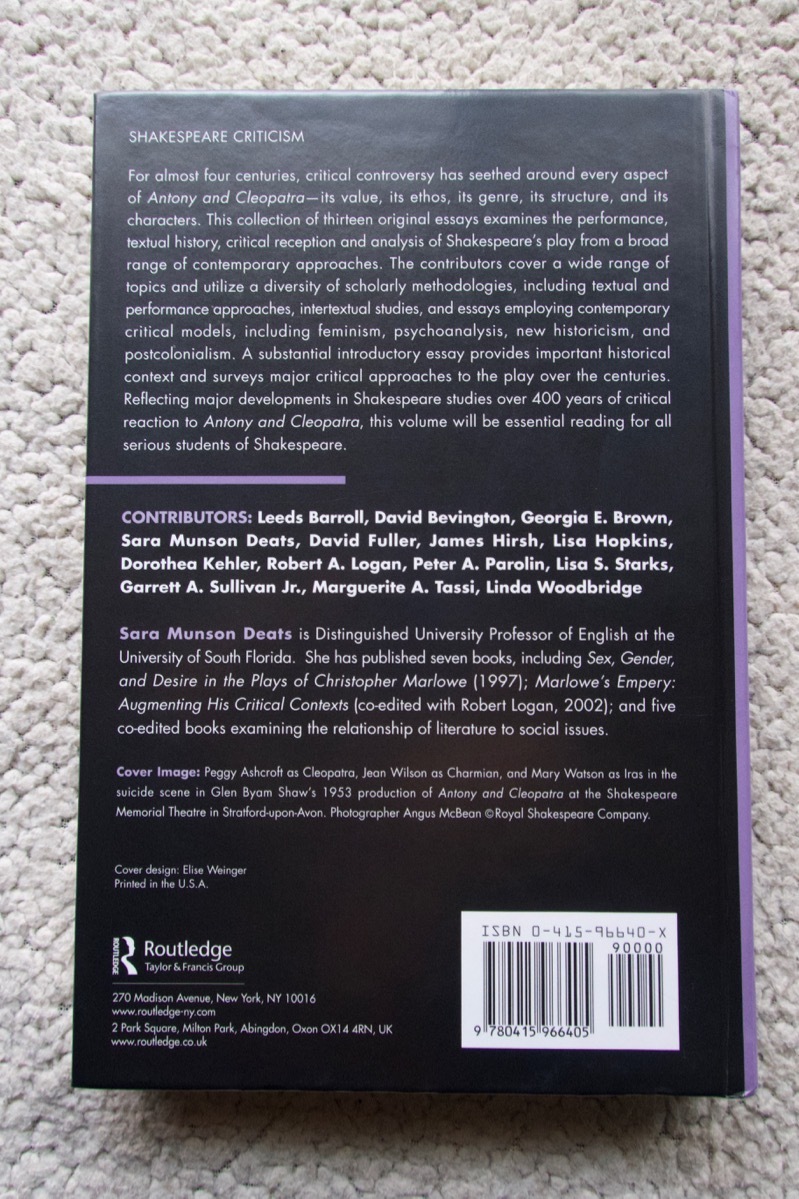 SHAKESPEARE CRITICISM
For almost four centuries, critical controversy has seethed around every aspect
of Antony and Cleopatra—its value, its ethos, its genre, its structure, and its
characters. This collection of thirteen original essays examines the performance,
textual history, critical reception and analysis of Shakespeare's play from a broad
range of contemporary approaches. The contributors cover a wide range of
topics and utilize a diversity of scholarly methodologies, including textual and
performance approaches, intertextual studies, and essays employing contemporary
critical models, including feminism, psychoanalysis, new historicism, and
postcolonialism. A substantial introductory essay provides important historical
context and surveys major critical approaches to the play over the centuries.
Reflecting major developments in Shakespeare studies over 400 years of critical
reaction to Antony and Cleopatra, this volume will be essential reading for all
serious students of Shakespeare.
CONTRIBUTORS: Leeds Barroll, David Bevington, Georgia E. Brown,
Sara Munson Deats, David Fuller, James Hirsh, Lisa Hopkins,
Dorothea Kehler, Robert A. Logan, Peter A. Parolin, Lisa S. Starks,
Garrett A. Sullivan Jr., Marguerite A. Tassi, Linda Woodbridge
Sara Munson Deats is Distinguished University Professor of English at the
University of South Florida. She has published seven books, including Sex, Gender,
and Desire in the Plays of Christopher Marlowe (1997); Marlowe's Empery:
Augmenting His Critical Contexts (co-edited with Robert Logan, 2002); and five
co-edited books examining the relationship of literature to social issues.
Cover Image: Peggy Ashcroft as Cleopatra, Jean Wilson as Charmian, and Mary Watson as Iras in the
suicide scene in Glen Byam Shaw's 1953 production of Antony and Cleopatra at the Shakespeare
Memorial Theatre in Stratford-upon-Avon. Photographer Angus McBean ©Royal Shakespeare Company.
Cover design: Elise Weinger
Printed in the U.S.A.
ROUTLEDGE
Routledge
Taylor & Francis Group
270 Madison Avenue, New York, NY 10016
www.routledge-ny.com
2 Park Square, Milton Park, Abingdon, Oxon OX14 4RN, UK
www.routledge.co.uk
ISBN 0-415-96640-X
90000
9 780415 966405